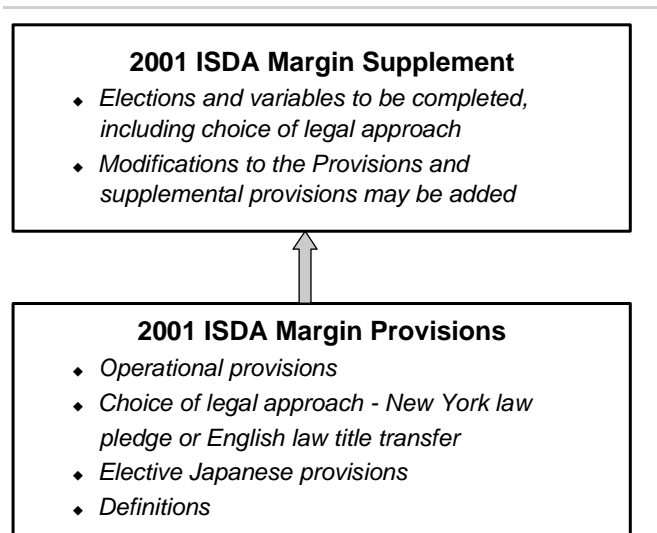 2001 ISDA Margin Supplement
◆ Elections and variables to be completed,
including choice of legal approach
◆ Modifications to the Provisions and
supplemental provisions may be added
2001 ISDA Margin Provisions
◆ Operational provisions
◆ Choice of legal approach - New York law
pledge or English law title transfer
◆ Elective Japanese provisions
◆ Definitions